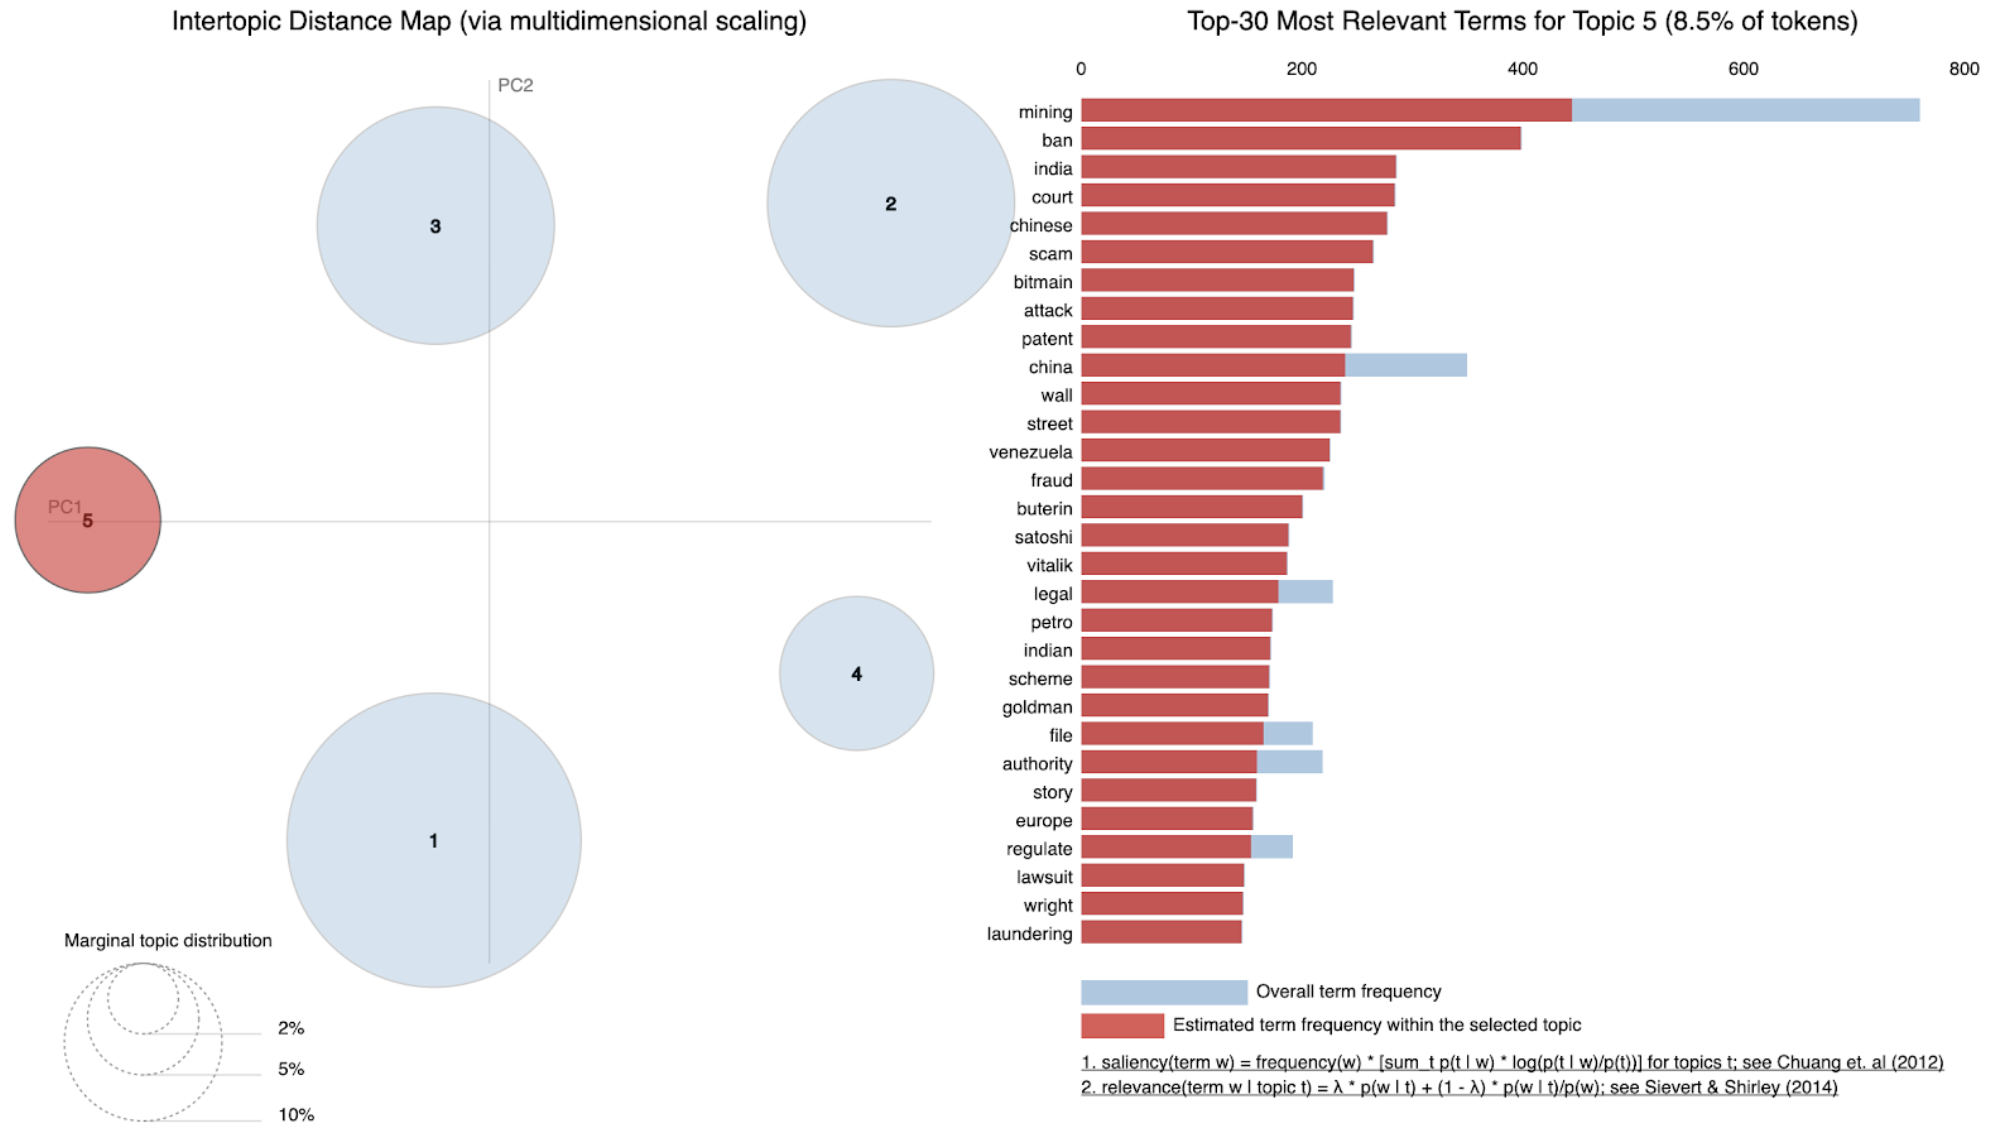 Intertopic Distance Map (via multidimensional scaling)
PC2
3
2
PC1
5
4
1
Marginal topic distribution
2%
5%
10%
Top-30 Most Relevant Terms for Topic 5 (8.5% of tokens)
0 200 400 600 800
mining
ban
india
court
chinese
scam
bitmain
attack
patent
china
wall
street
venezuela
fraud
buterin
satoshi
vitalik
legal
petro
indian
scheme
goldman
file
authority
story
europe
regulate
lawsuit
wright
laundering
Overall term frequency
Estimated term frequency within the selected topic
1. saliency(term w) = frequency(w) * [sum_t p(t | w) * log(p(t | w)/p(t))] for topics t; see Chuang et. al (2012)
2. relevance(term w | topic t) = λ * p(w | t) + (1 - λ) * p(w | t)/p(w); see Sievert & Shirley (2014)